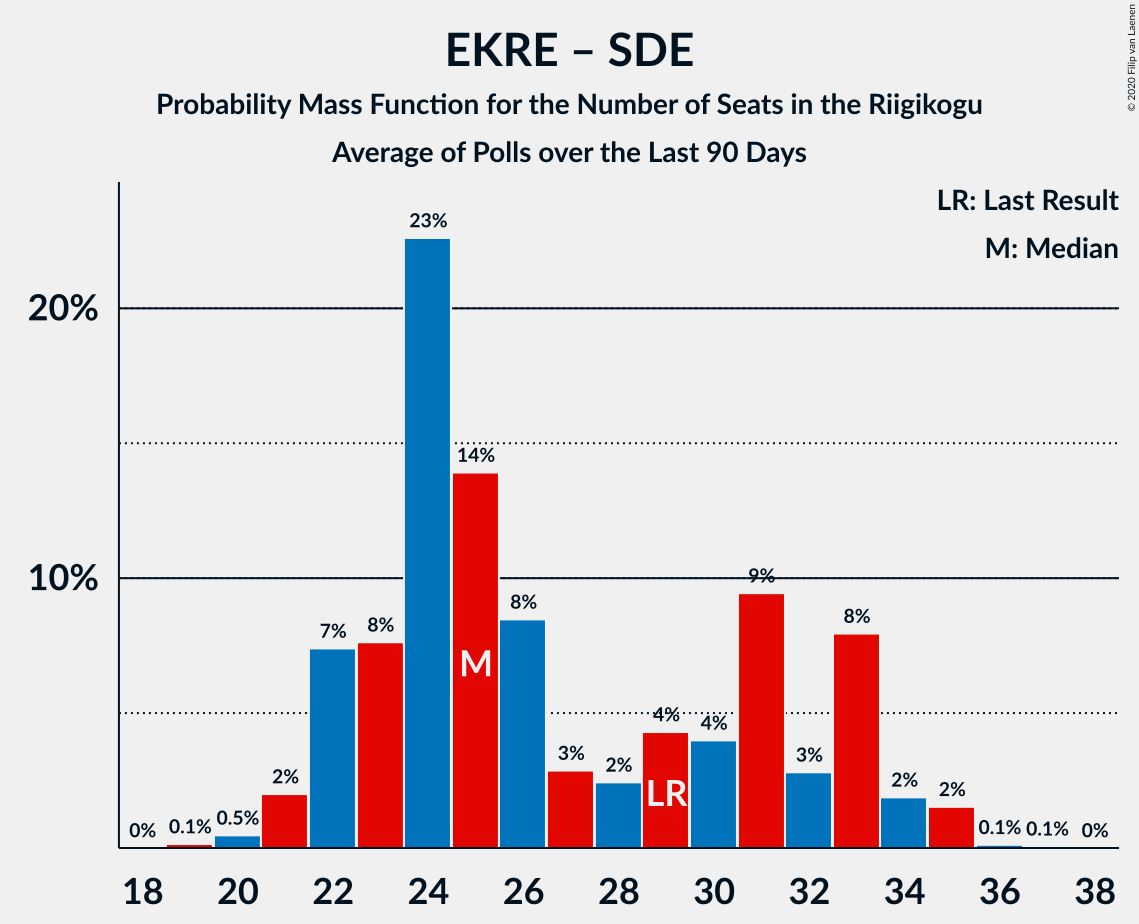 EKRE – SDE
Probability Mass Function for the Number of Seats in the Riigikogu
Average of Polls over the Last 90 Days
© 2020 Filip van Laenen
LR: Last Result
M: Median
20%
10%
0%
0.1%
0.5%
2%
7%
8%
23%
14%
8%
3%
2%
4%
4%
9%
3%
8%
2%
2%
0.1%
0.1%
0%
M
LR
18 20 22 24 26 28 30 32 34 36 38